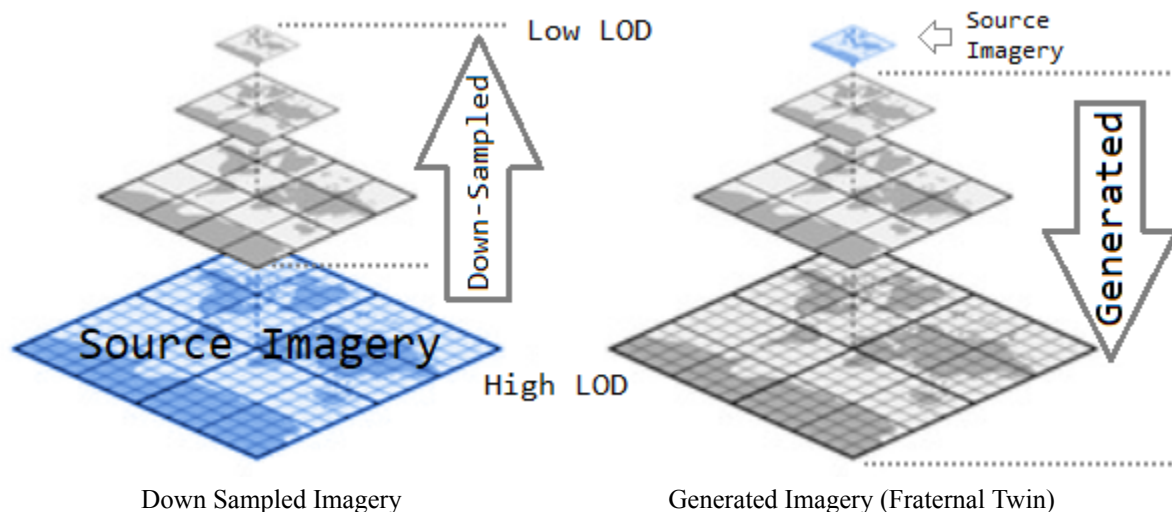 Low LOD
Down-Sampled
Source Imagery
High LOD
Source
Imagery
Generated
Down Sampled Imagery
Generated Imagery (Fraternal Twin)